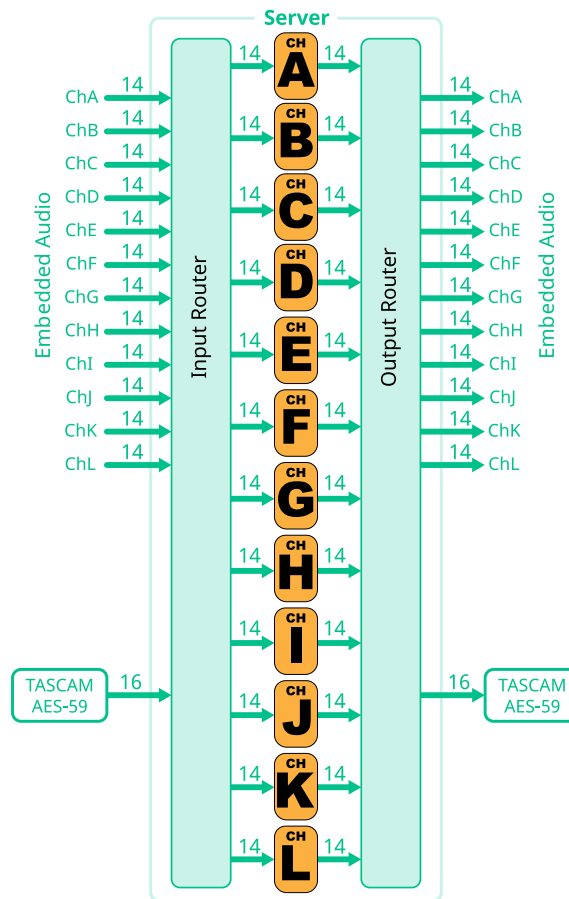 Server
Embedded Audio
ChA 14
ChB 14
ChC 14
ChD 14
ChE 14
ChF 14
ChG 14
ChH 14
ChI 14
ChJ 14
ChK 14
ChL 14
TASCAM
AES-59
16
Input Router
14 CH A 14
14 CH B 14
14 CH C 14
14 CH D 14
14 CH E 14
14 CH F 14
14 CH G 14
14 CH H 14
14 CH I 14
14 CH J 14
14 CH K 14
14 CH L 14
Output Router
14 ChA
14 ChB
14 ChC
14 ChD
14 ChE
14 ChF
14 ChG
14 ChH
14 ChI
14 ChJ
14 ChK
14 ChL
Embedded Audio
16
TASCAM
AES-59